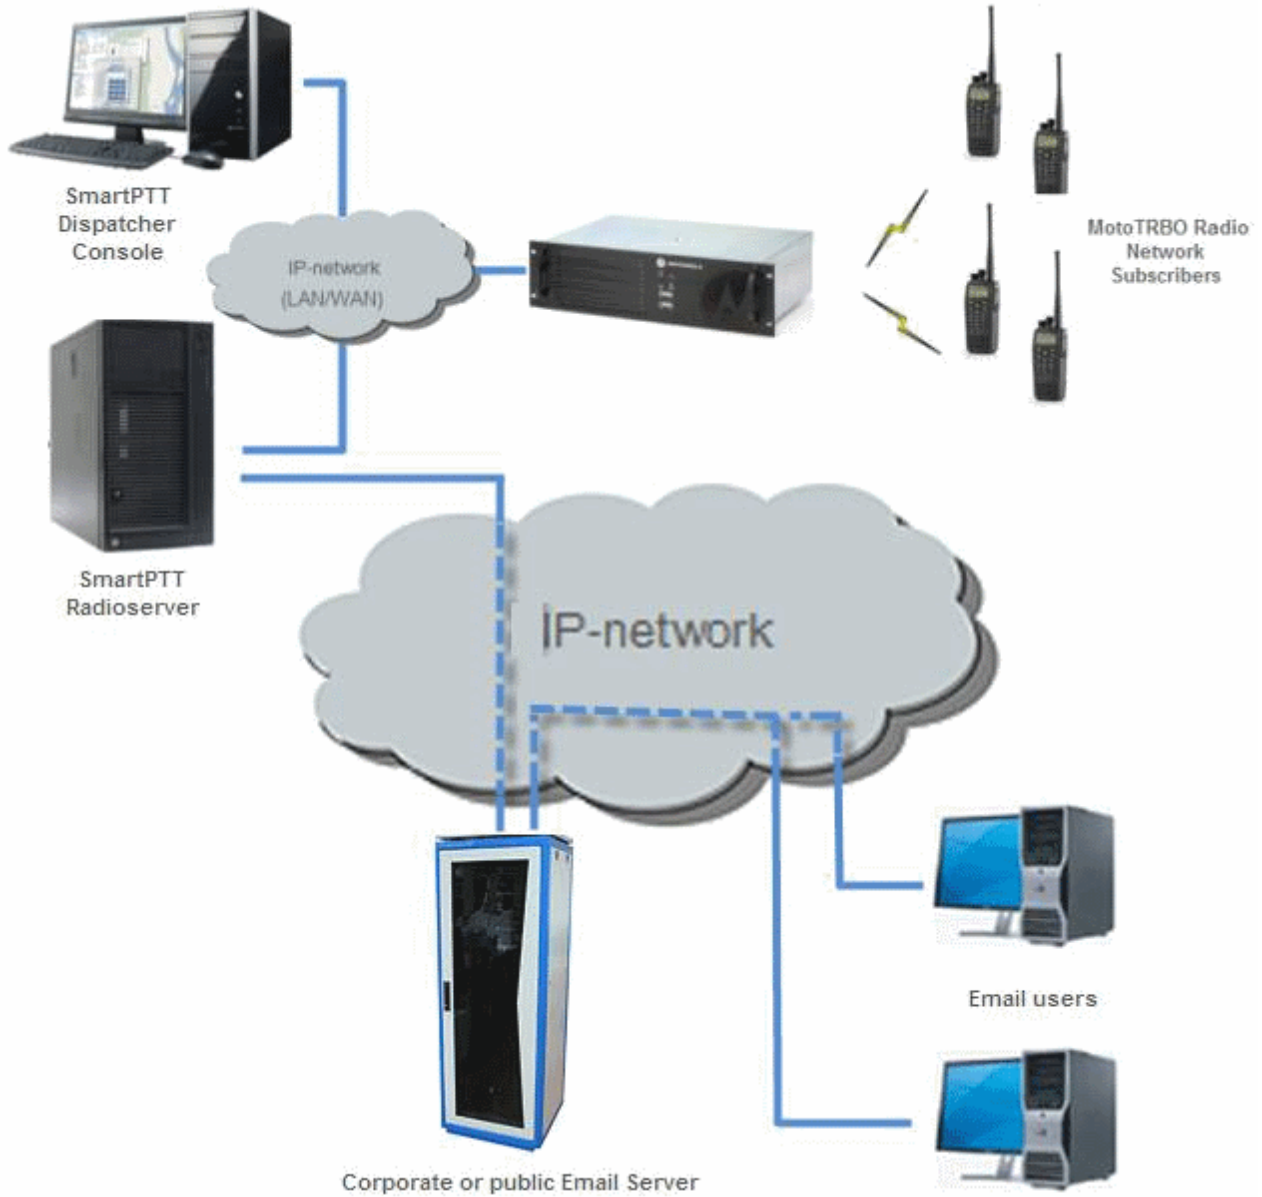 SmartPTT
Dispatcher
Console
IP-network
(LAN/WAN)
MOTOROLA
MotoTRBO Radio
Network
Subscribers
SmartPTT
Radioserver
IP-network
Email users
Corporate or public Email Server